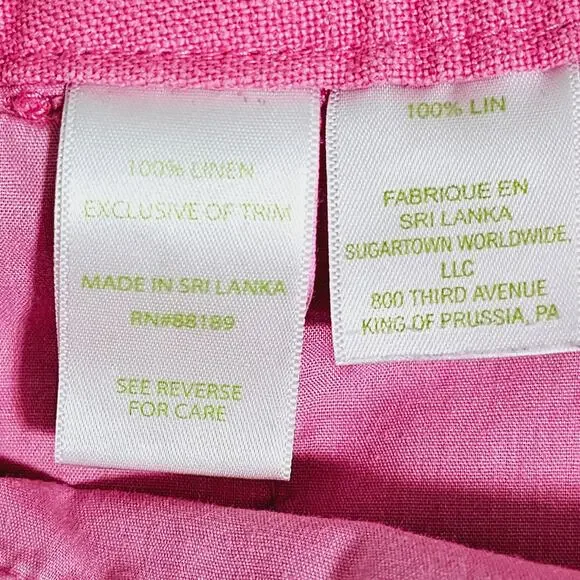 100% LINEN
EXCLUSIVE OF TRIM
MADE IN SRI LANKA
RN#88189
SEE REVERSE
FOR CARE
100% LIN
FABRIQUE EN
SRI LANKA
SUGARTOWN WORLDWIDE,
LLC
800 THIRD AVENUE
KING OF PRUSSIA, PA